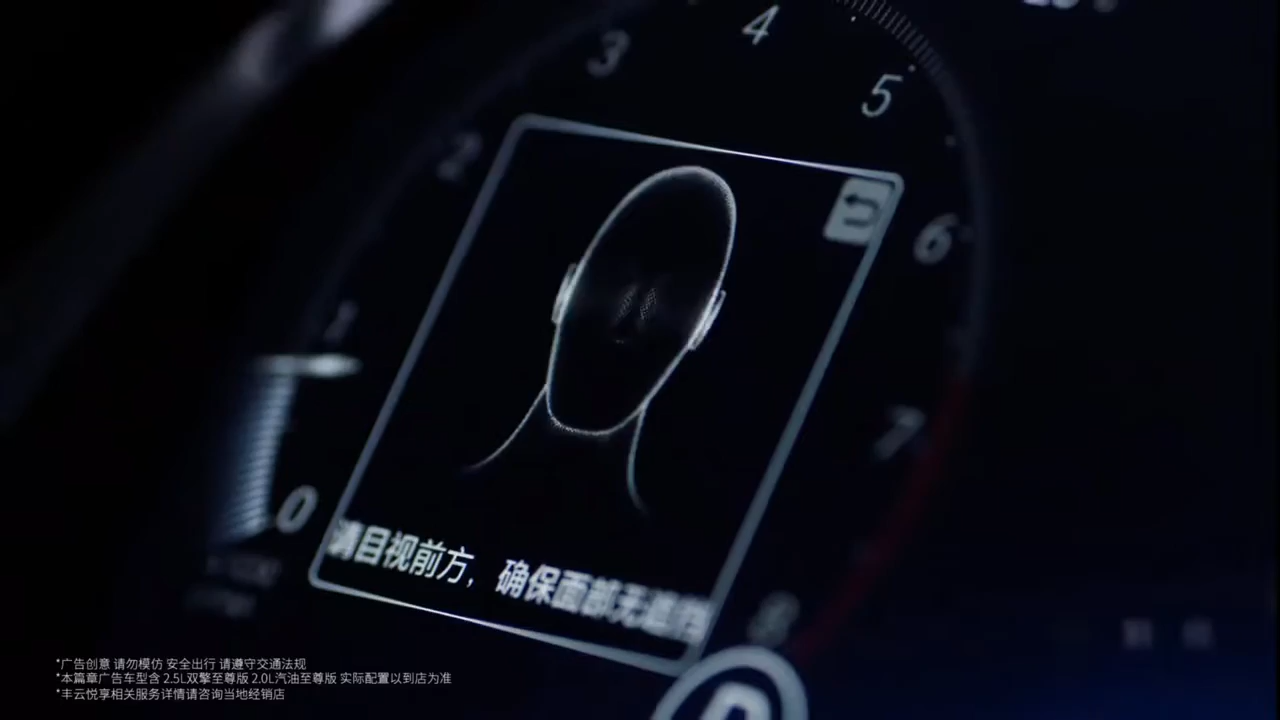 4
3
5
2
6
1
7
0
请目视前方，确保面部无遮挡
8
*广告创意 请勿模仿 安全出行 请遵守交通法规
*本篇章广告车型含 2.5L双擎至尊版 2.0L汽油至尊版 实际配置以到店为准
*丰云悦享相关服务详情请咨询当地经销店